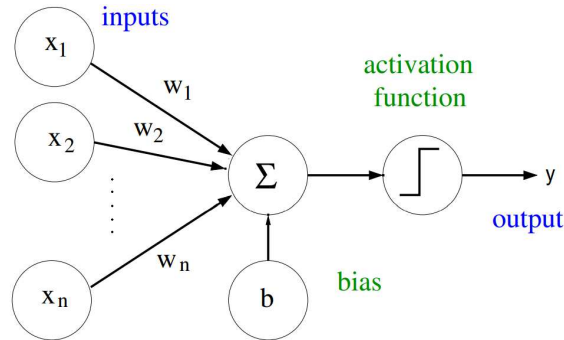 inputs
x1
w1
activation
function
x2
w2
Σ
y
output
wn
xn
b
bias